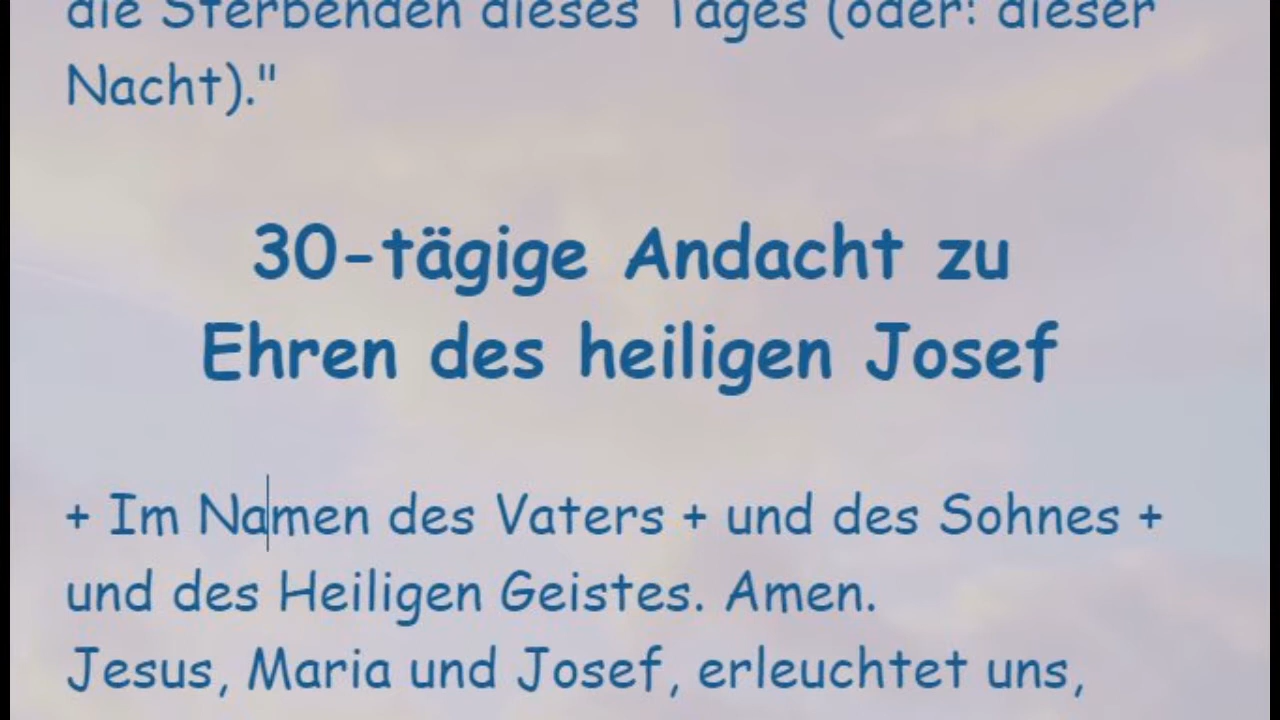 die Sterbenden dieses Tages (oder: dieser
Nacht)."
30-tägige Andacht zu
Ehren des heiligen Josef
+ Im Namen des Vaters + und des Sohnes +
und des Heiligen Geistes. Amen.
Jesus, Maria und Josef, erleuchtet uns,